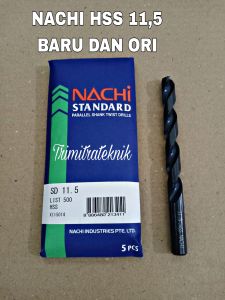 NACHI HSS 11,5
BARU DAN ORI
NACHI
STANDARD
PARALLEL SHANK TWIST DRILLS
Trimitrateknik
SD 11.5
LIST 500
HSS
NACHI INDUSTRIES PTE. LTD.
5 PCS